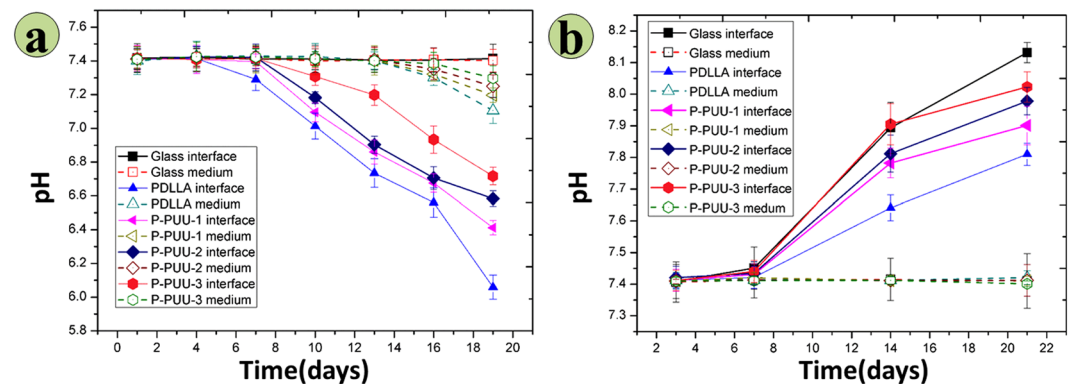 a
7.6
7.4
7.2
7.0
6.8
6.6
6.4
6.2
6.0
5.8
pH
Glass interface
Glass medium
PDLLA interface
PDLLA medium
P-PUU-1 interface
P-PUU-1 medium
P-PUU-2 interface
P-PUU-2 medium
P-PUU-3 interface
P-PUU-3 medium
0 2 4 6 8 10 12 14 16 18 20
Time(days)
b
8.2
8.1
8.0
7.9
7.8
7.7
7.6
7.5
7.4
7.3
pH
Glass interface
Glass medium
PDLLA interface
PDLLA medium
P-PUU-1 interface
P-PUU-1 medium
P-PUU-2 interface
P-PUU-2 medium
P-PUU-3 interface
P-PUU-3 medum
2 4 6 8 10 12 14 16 18 20 22
Time(days)